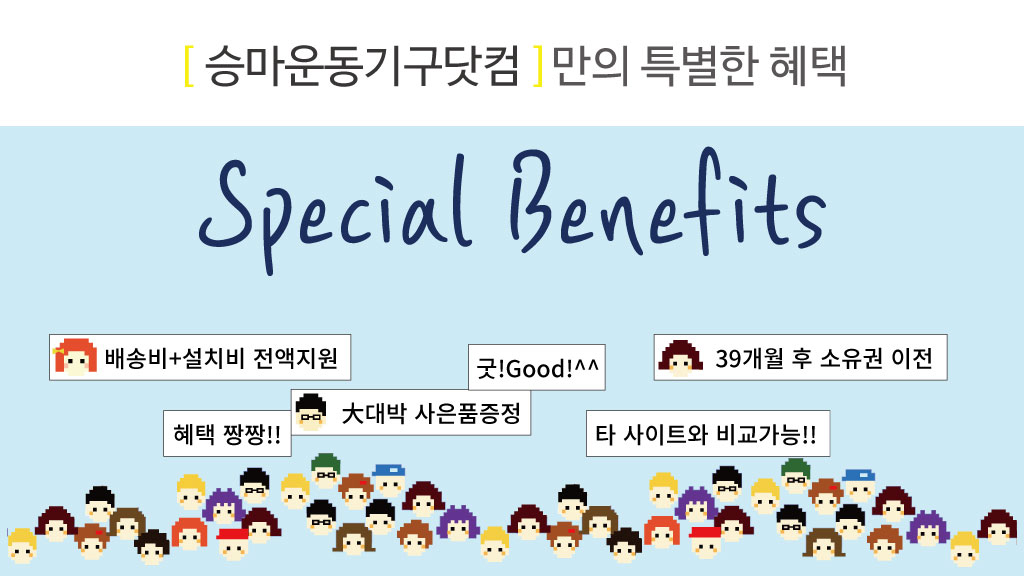 [ 승마운동기구닷컴 ]만의 특별한 혜택
Special Benefits
배송비+설치비 전액지원
굿!Good!^^
39개월 후 소유권 이전
大대박 사은품증정
혜택 짱짱!!
타 사이트와 비교가능!!